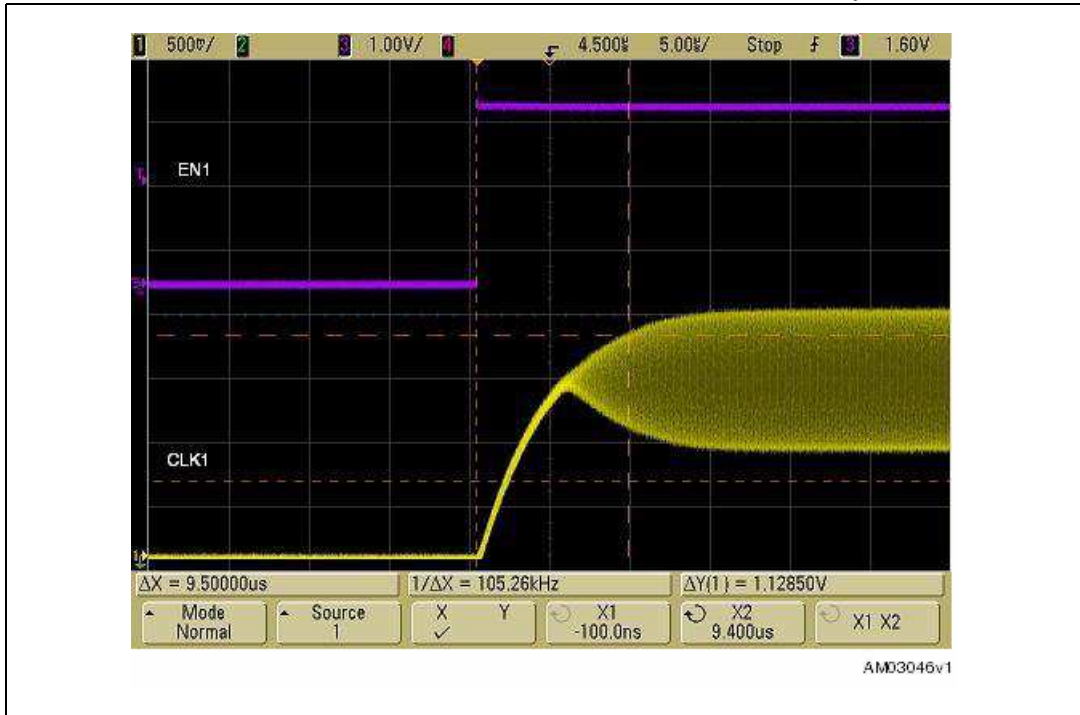 1 500㎷/ 2 3 1.00V/ 4 4.500㎲ 5.00㎲/ Stop 3 1.60V
EN1
CLK1
ΔX = 9.50000us 1/ΔX = 105.26kHz ΔY(1) = 1.12850V
Mode Source X Y X1 X2 X1 X2
Normal 1 ✓ -100.0ns 9.400us
AM03046v1